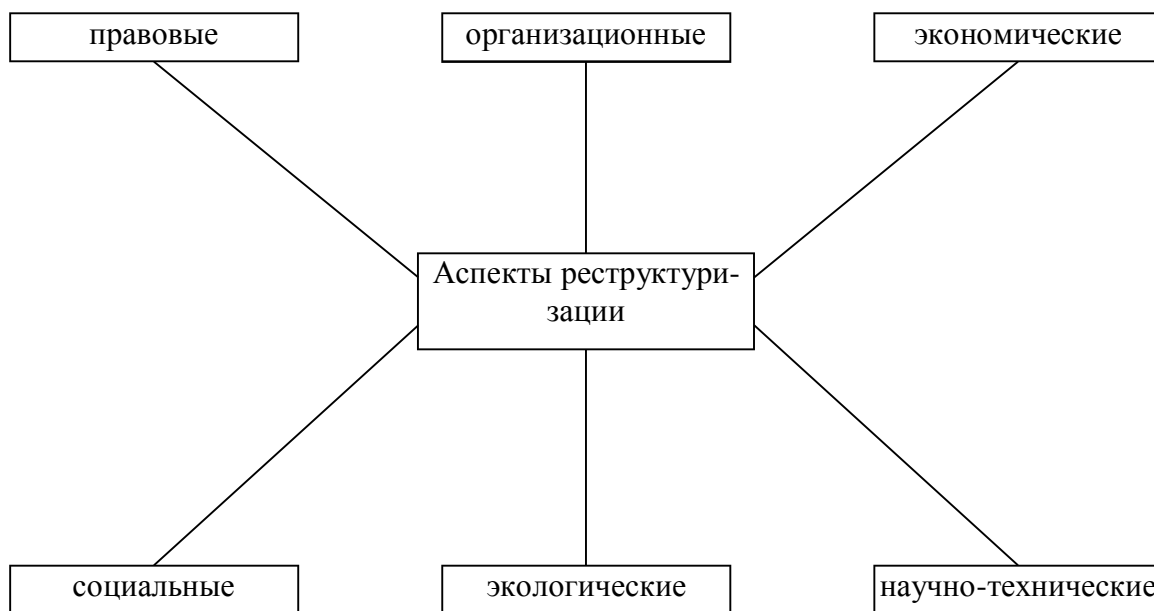 правовые
организационные
экономические
Аспекты реструктури-
зации
социальные
экологические
научно-технические